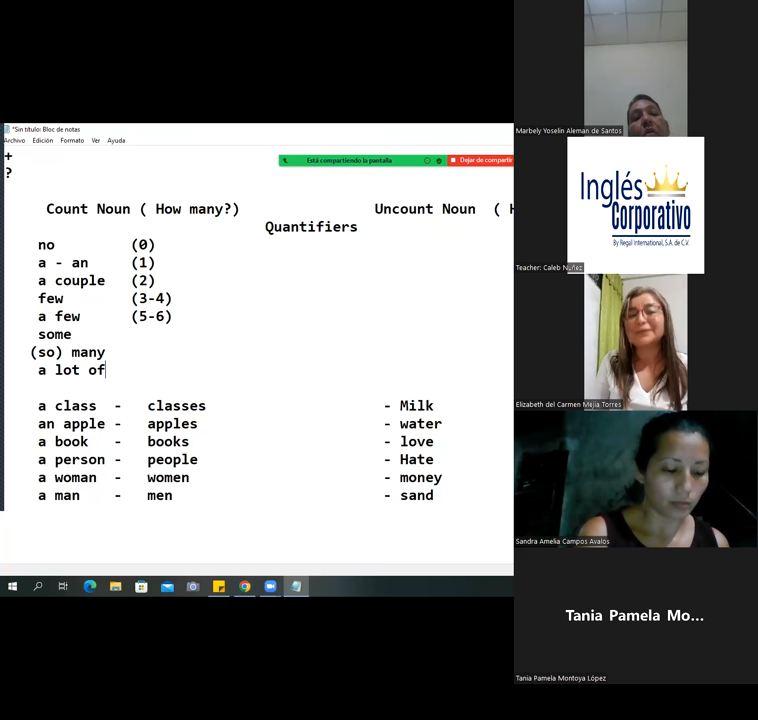 *Sin título: Bloc de notas
Archivo Edición Formato Ver Ayuda
Está compartiendo la pantalla
Dejar de compartir
+
?
Count Noun ( How many?)
Uncount Noun ( H
Quantifiers
no (0)
a - an (1)
a couple (2)
few (3-4)
a few (5-6)
some
(so) many
a lot of
a class - classes - Milk
an apple - apples - water
a book - books - love
a person - people - Hate
a woman - women - money
a man - men - sand
Marbely Yoselin Aleman de Santos
Inglés
Corporativo
By Regal International, S.A. de C.V.
Teacher: Caleb Nuñez
Elizabeth del Carmen Mejia Torres
Sandra Amelia Campos Avalos
Tania Pamela Mo...
Tania Pamela Montoya López